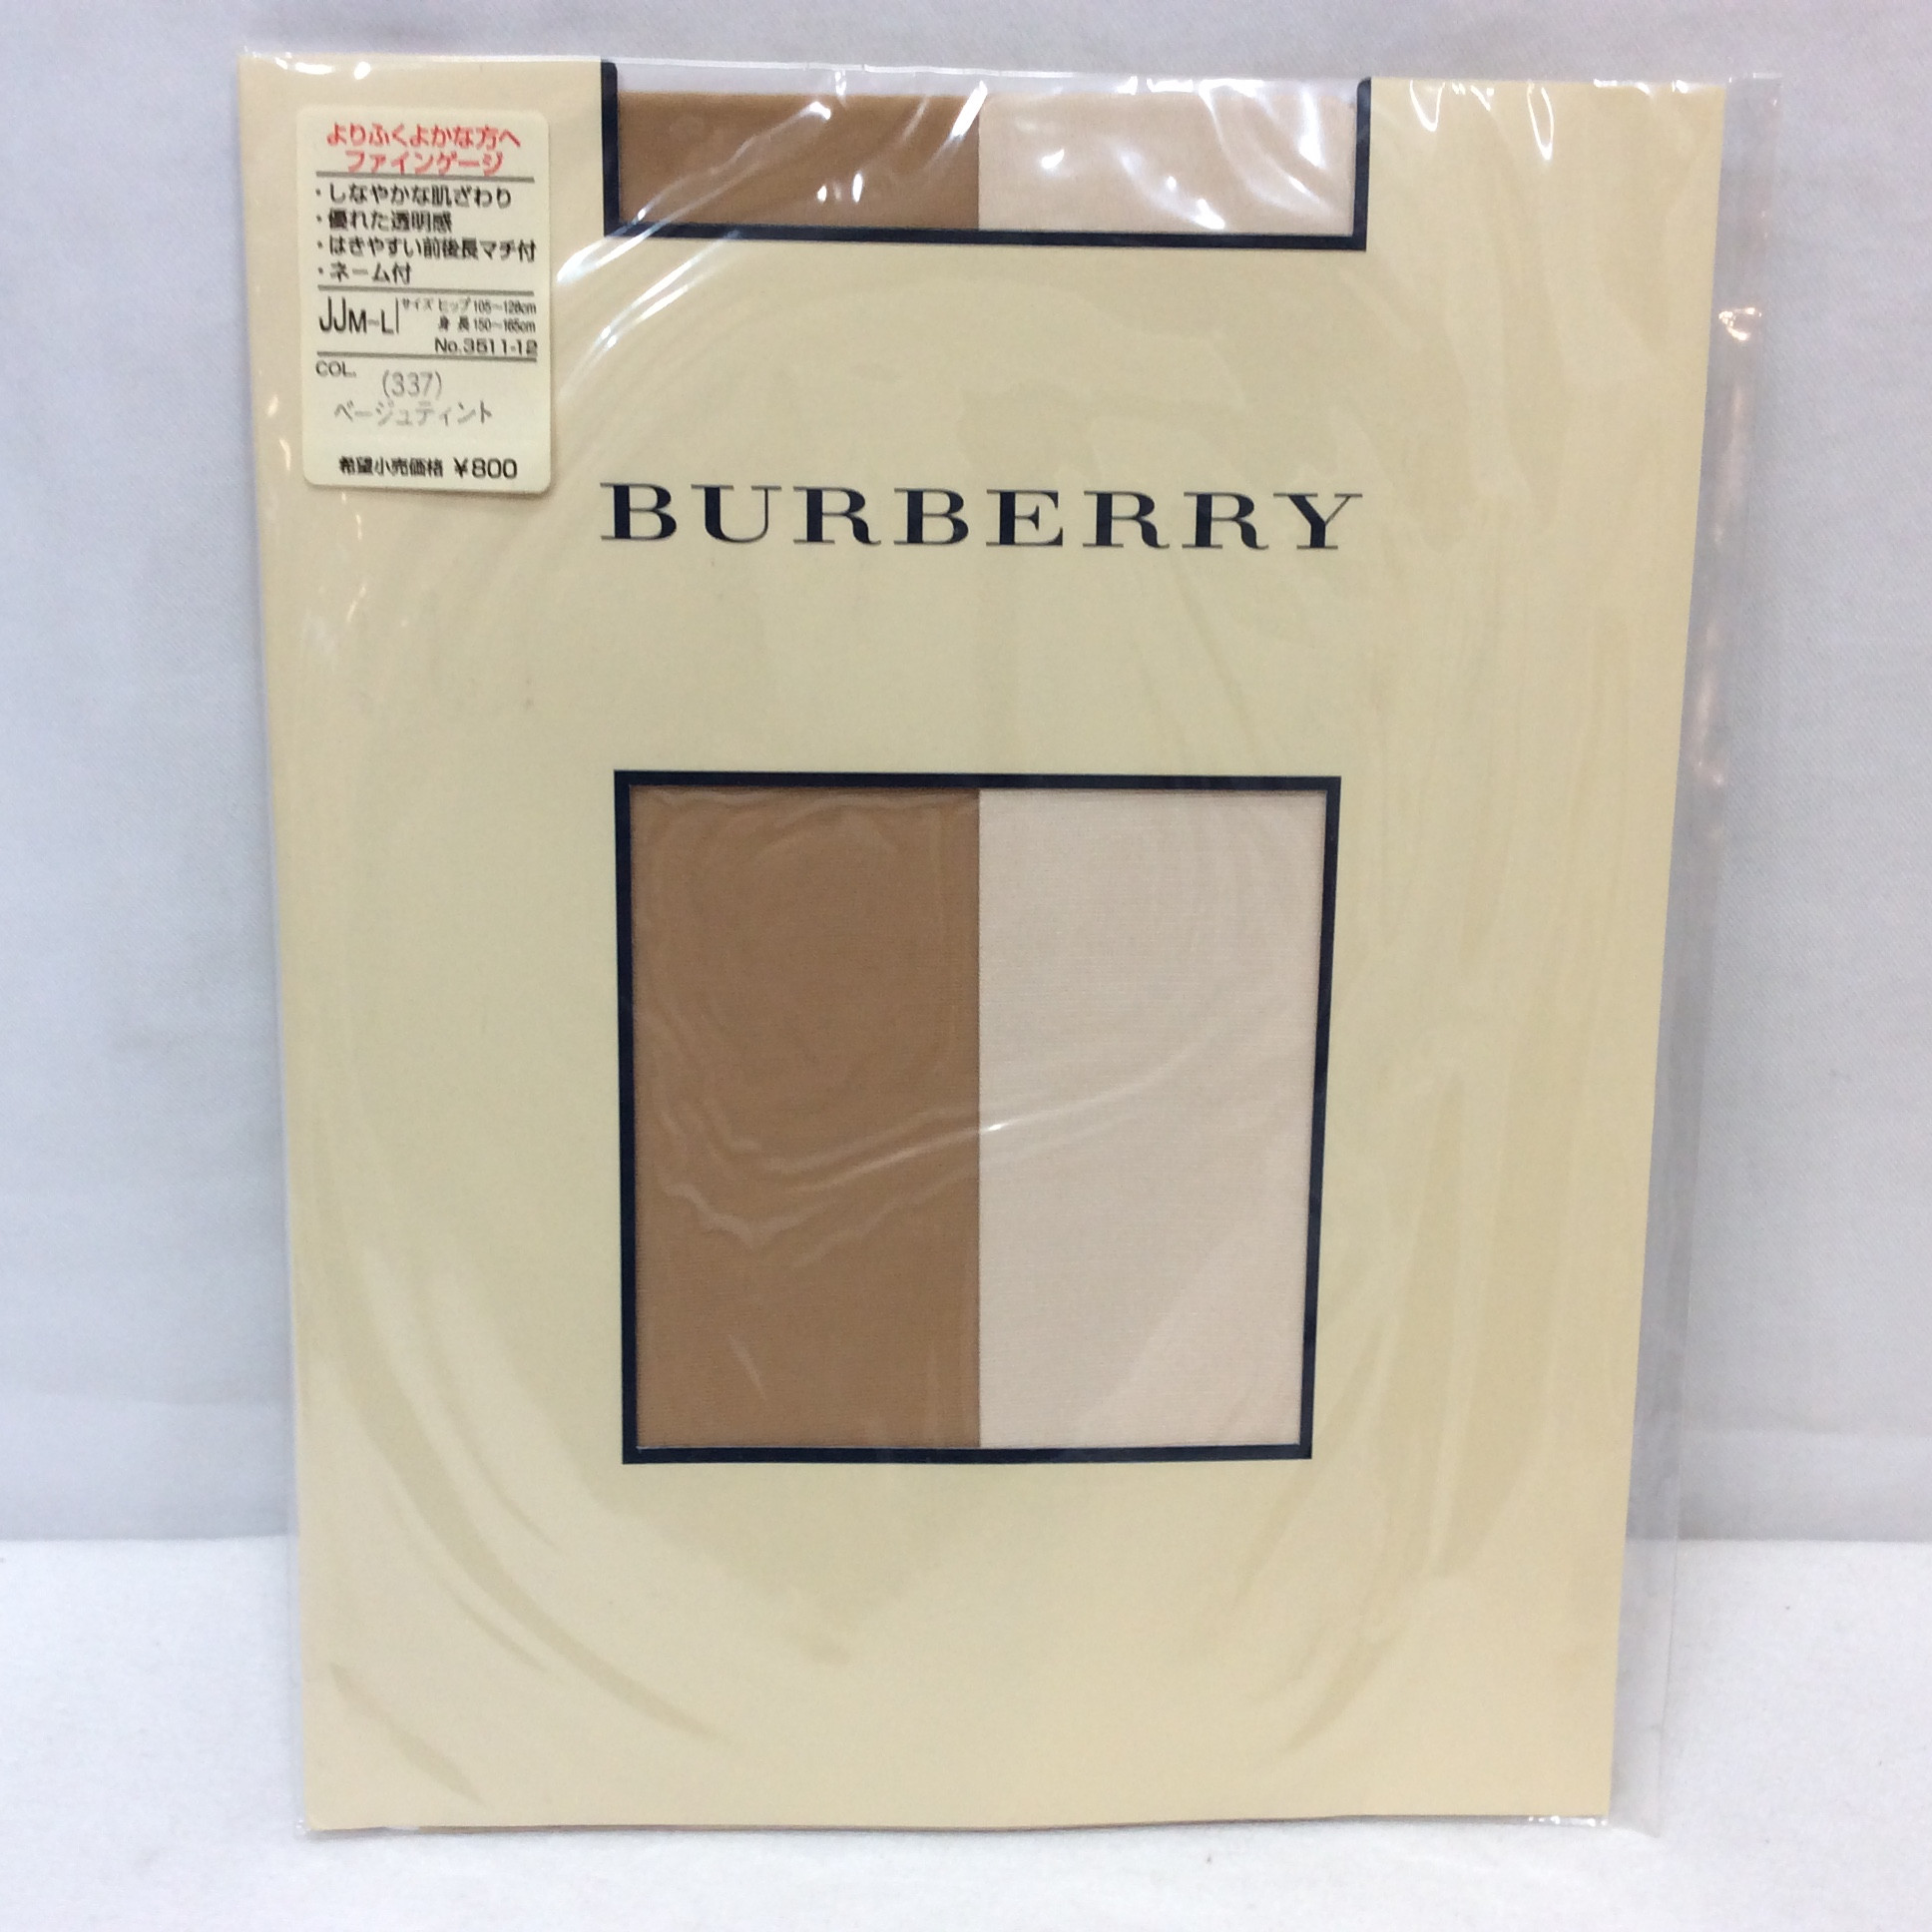 よりふくよかな方へ
ファインゲージ
・しなやかな肌ざわり
・優れた透明感
・はきやすい前後長マチ付
・ネーム付
JJM~L サイズ ヒップ 105~128cm
身長 150~165cm
No.3511-12
COL. (337)
ベージュティント
希望小売価格 ¥800
BURBERRY